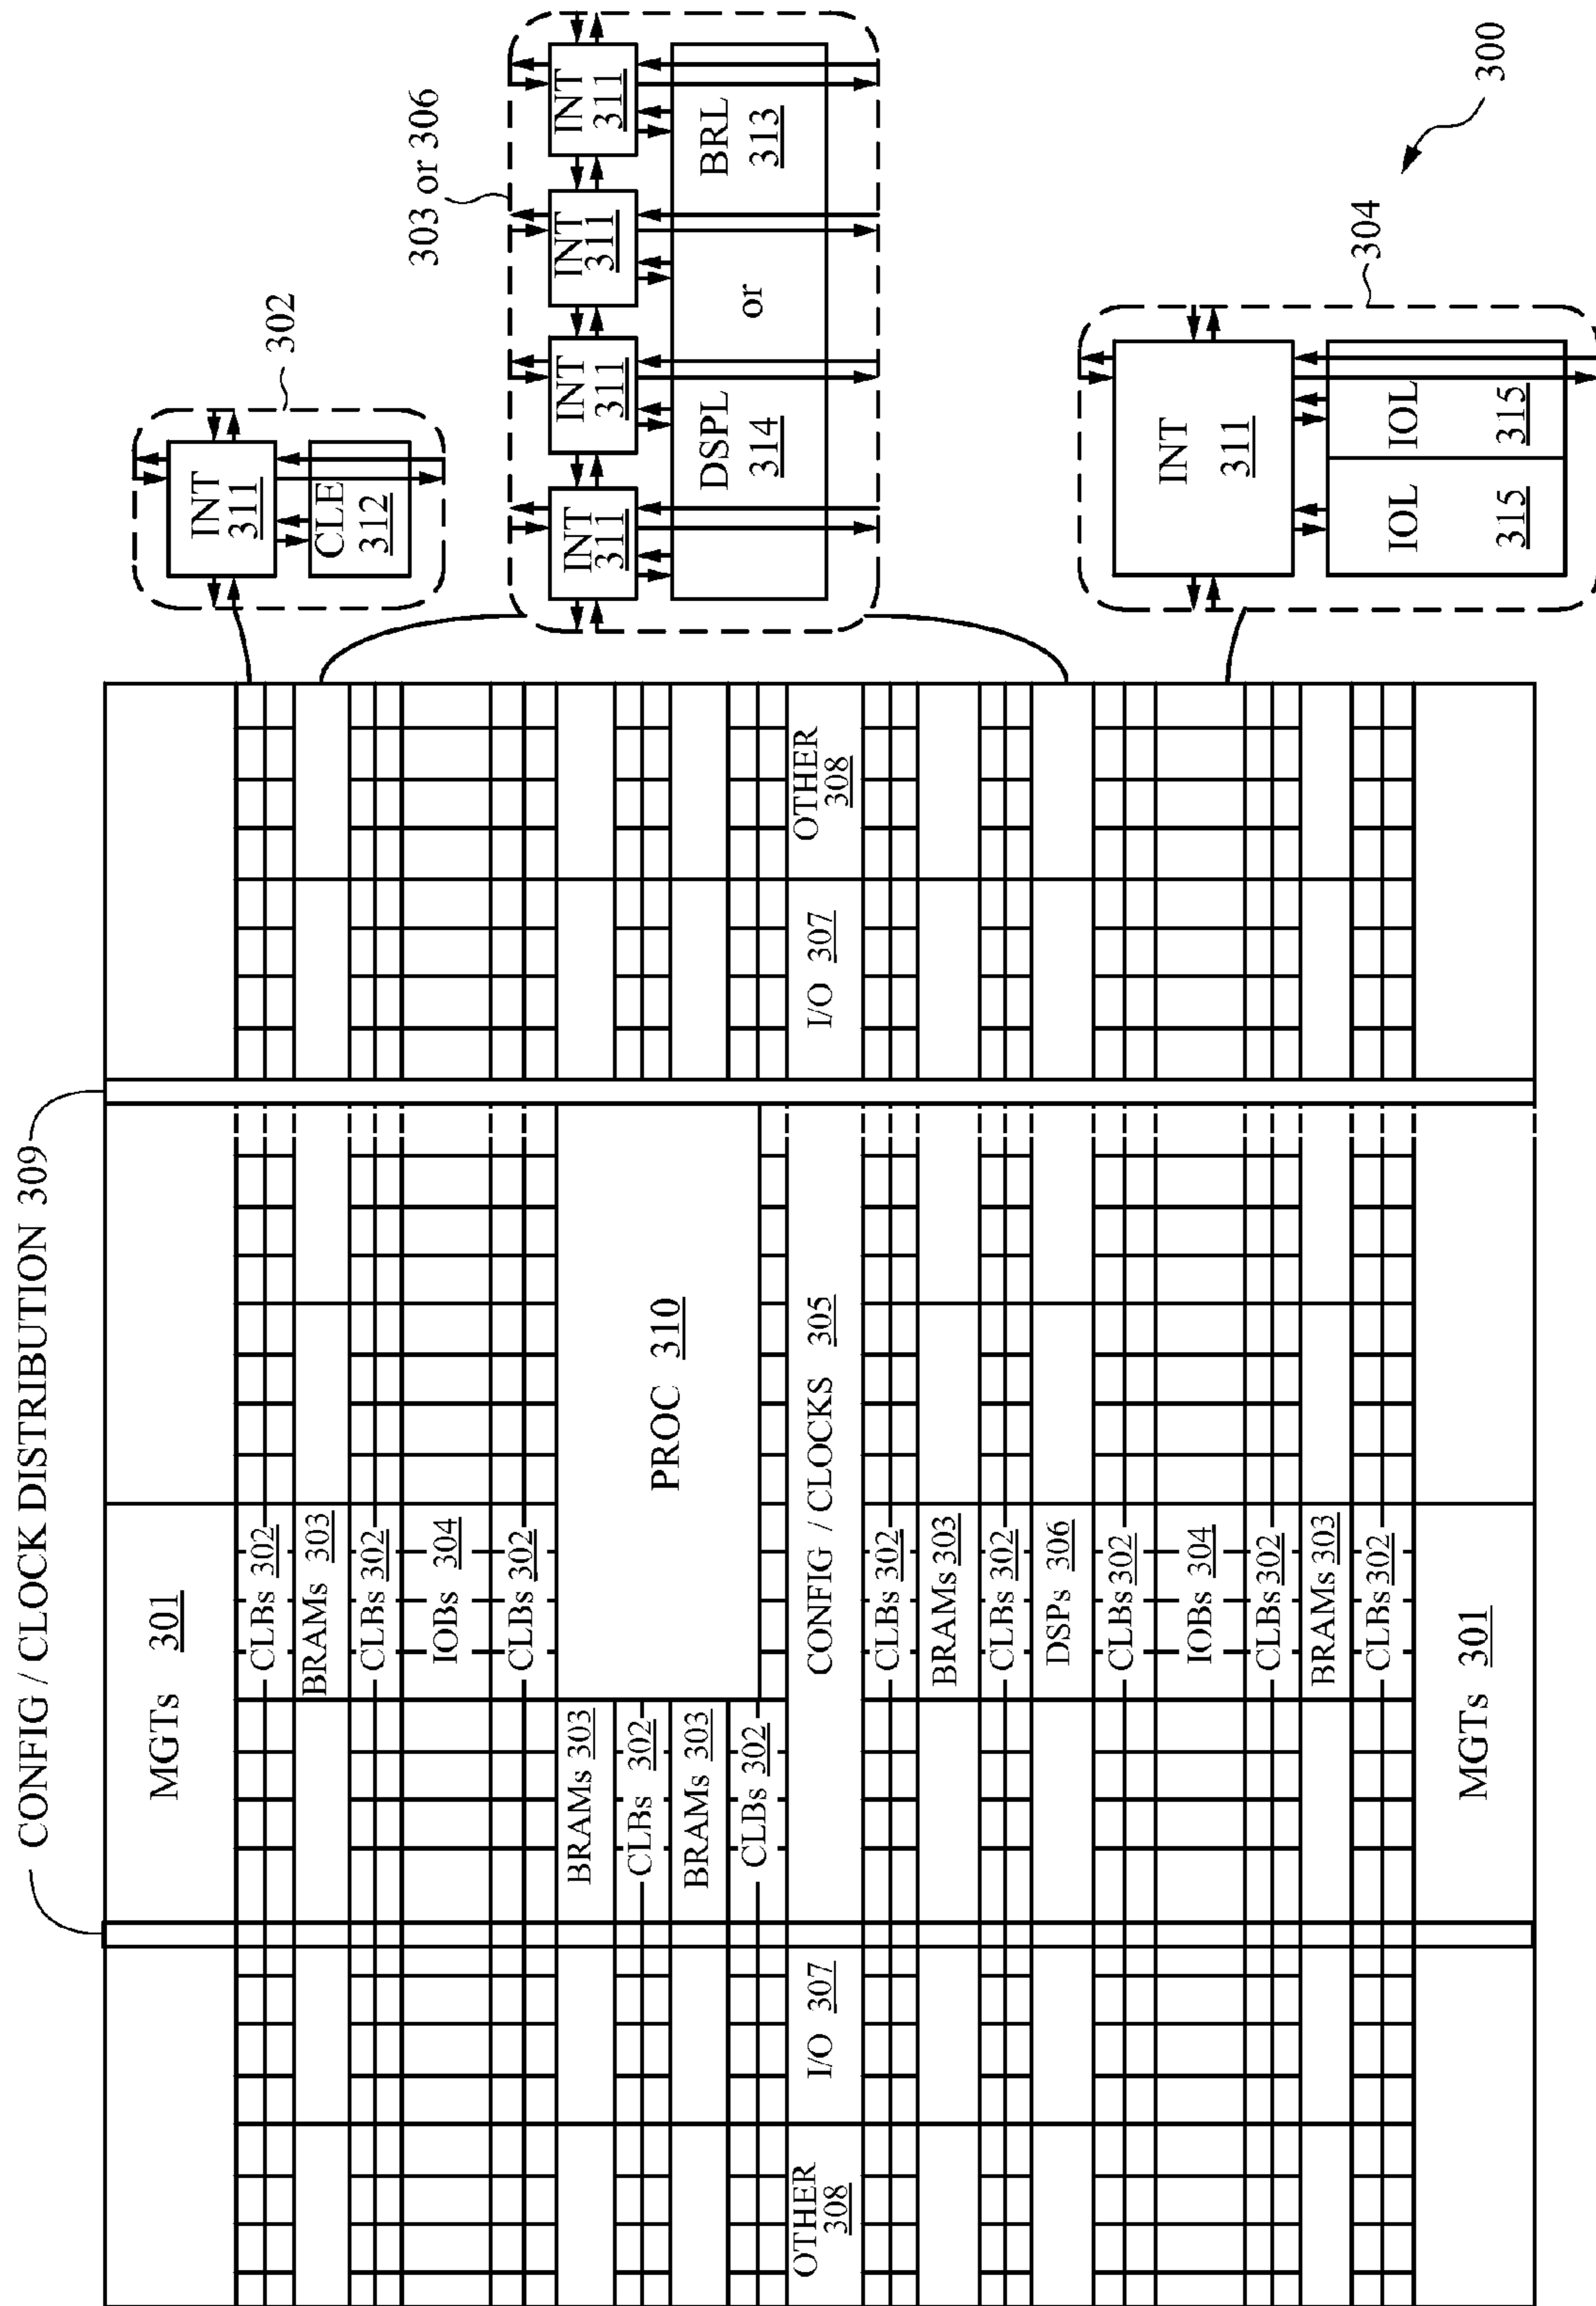 CONFIG / CLOCK DISTRIBUTION 309
MGTs 301
CLBs 302
BRAMs 303
CLBs 302
IOBs 304
CLBs 302
BRAMs 303
CLBs 302
BRAMs 303
CLBs 302
PROC 310
OTHER
308
I/O 307
CONFIG / CLOCKS 305
I/O 307
OTHER
308
CLBs 302
BRAMs 303
CLBs 302
DSPs 306
CLBs 302
IOBs 304
CLBs 302
BRAMs 303
CLBs 302
MGTs 301
302
INT
311
CLE
312
303 or 306
INT
311
INT
311
INT
311
INT
311
DSPL
314
or
BRL
313
304
INT
311
IOL
315
IOL
315
300